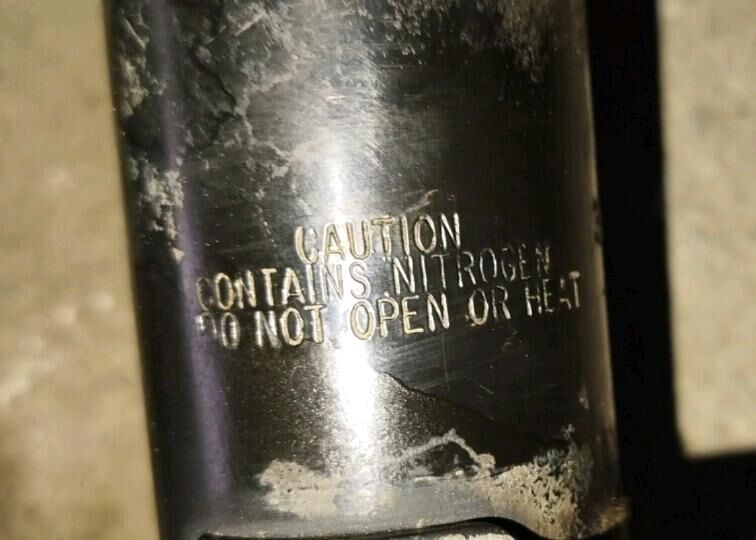 CAUTION
CONTAINS NITROGEN
DO NOT OPEN OR HEAT